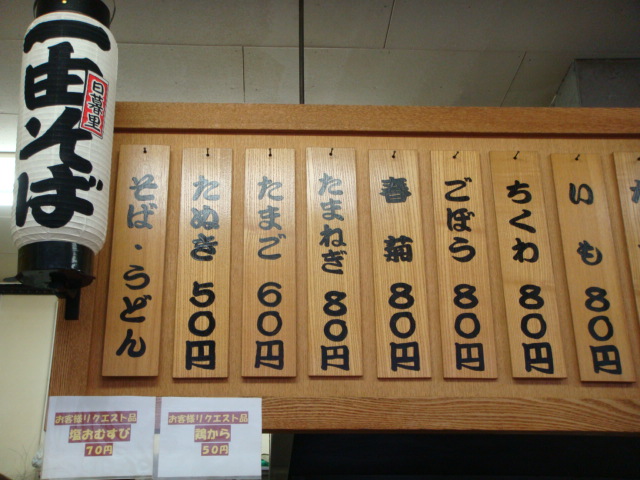 一由そば
日暮里
そば・うどん
たぬき 50円
たまご 60円
たまねぎ 80円
春菊 80円
ごぼう 80円
ちくわ 80円
いも 80円
お客様リクエスト品
塩おむすび
70円
お客様リクエスト品
鶏から
50円